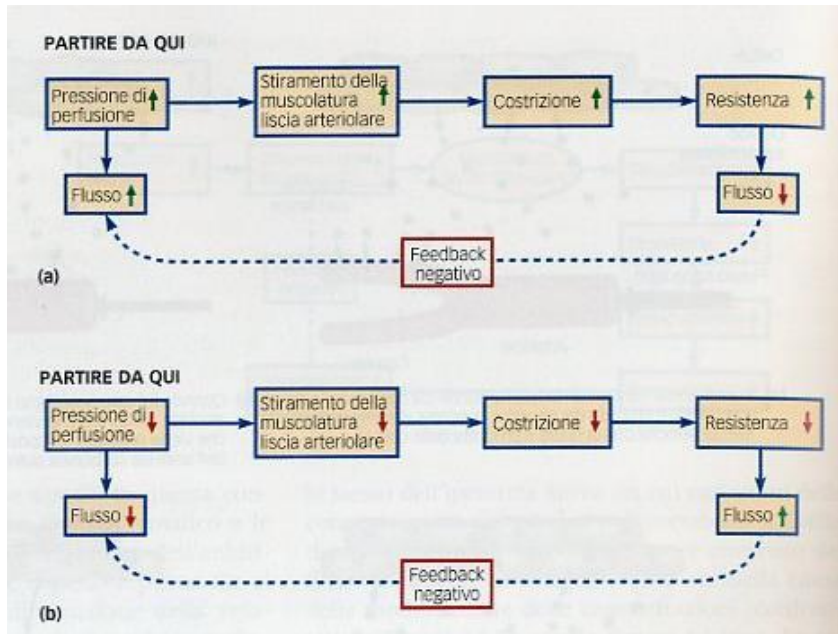 PARTIRE DA QUI
Pressione di
perfusione
Stiramento della
muscolatura
liscia arteriolare
Costrizione
Resistenza
Flusso
Flusso
Feedback
negativo
(a)
PARTIRE DA QUI
Pressione di
perfusione
Stiramento della
muscolatura
liscia arteriolare
Costrizione
Resistenza
Flusso
Flusso
Feedback
negativo
(b)